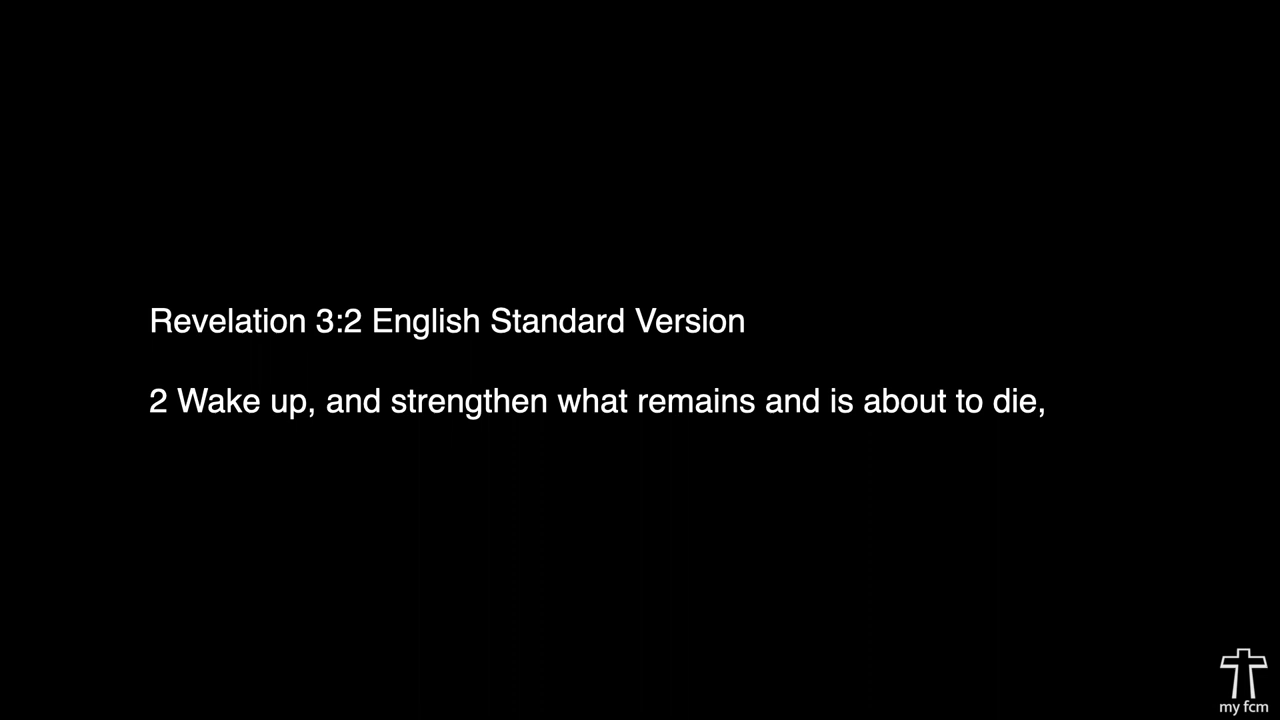 Revelation 3:2 English Standard Version
2 Wake up, and strengthen what remains and is about to die,
my fcm